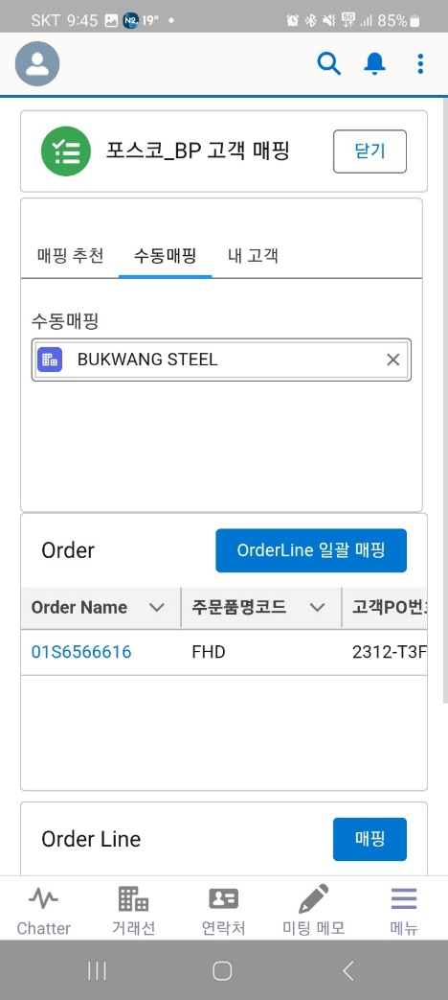 SKT 9:45 N2 19° 5G 85%
포스코_BP 고객 매핑
닫기
매핑 추천 수동매핑 내 고객
수동매핑
BUKWANG STEEL
Order
OrderLine 일괄 매핑
Order Name 주문품명코드 고객PO번
01S6566616 FHD 2312-T3F
Order Line
매핑
Chatter 거래선 연락처 미팅 메모 메뉴